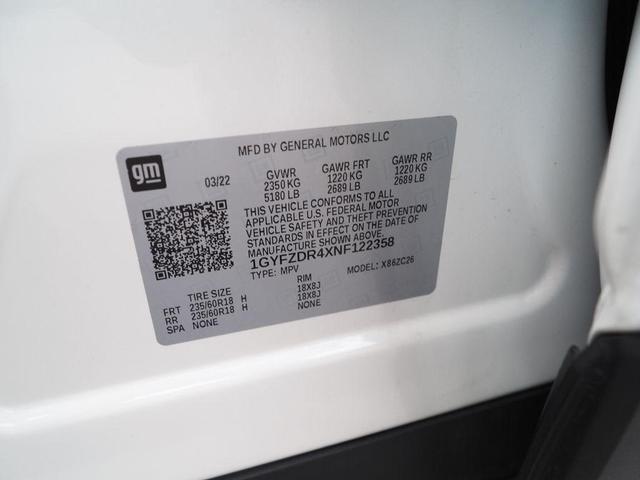 gm
MFD BY GENERAL MOTORS LLC
03/22
GVWR GAWR FRT GAWR RR
2350 KG 1220 KG 1220 KG
5180 LB 2689 LB 2689 LB
THIS VEHICLE CONFORMS TO ALL
APPLICABLE U.S. FEDERAL MOTOR
VEHICLE SAFETY AND THEFT PREVENTION
STANDARDS IN EFFECT ON THE DATE OF
MANUFACTURE SHOWN ABOVE.
1GYFZDR4XNF122358
TYPE: MPV MODEL: X86ZC26
TIRE SIZE RIM
FRT 235/60R18 H 18X8J
RR 235/60R18 H 18X8J
SPA NONE NONE